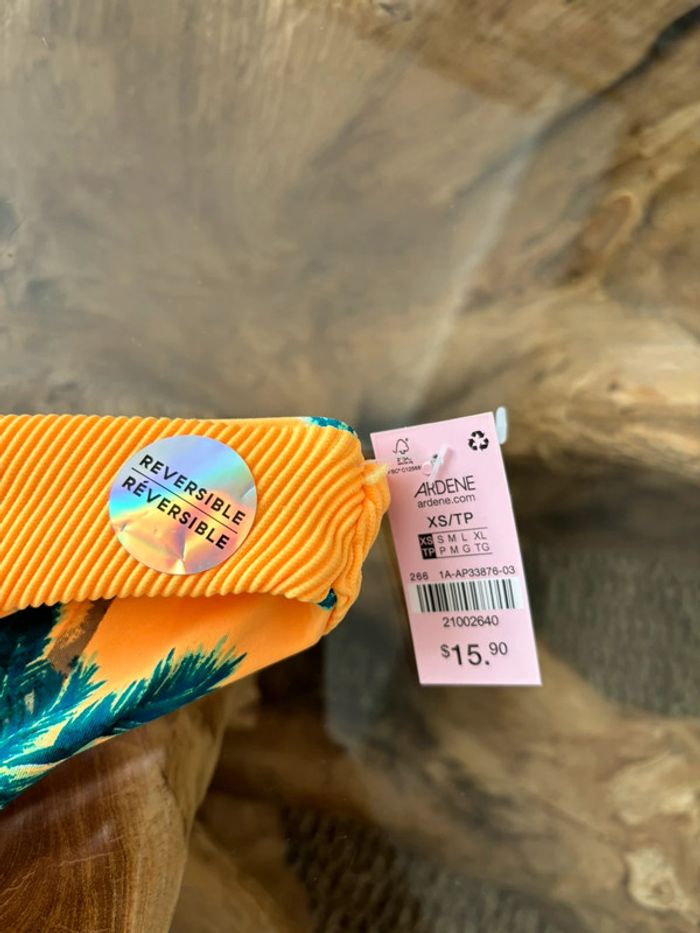 REVERSIBLE
RÉVERSIBLE
ARDENE
ardene.com
XS/TP
XS S M L XL
TP P M G TG
266 1A-AP33876-03
21002640
$15.90